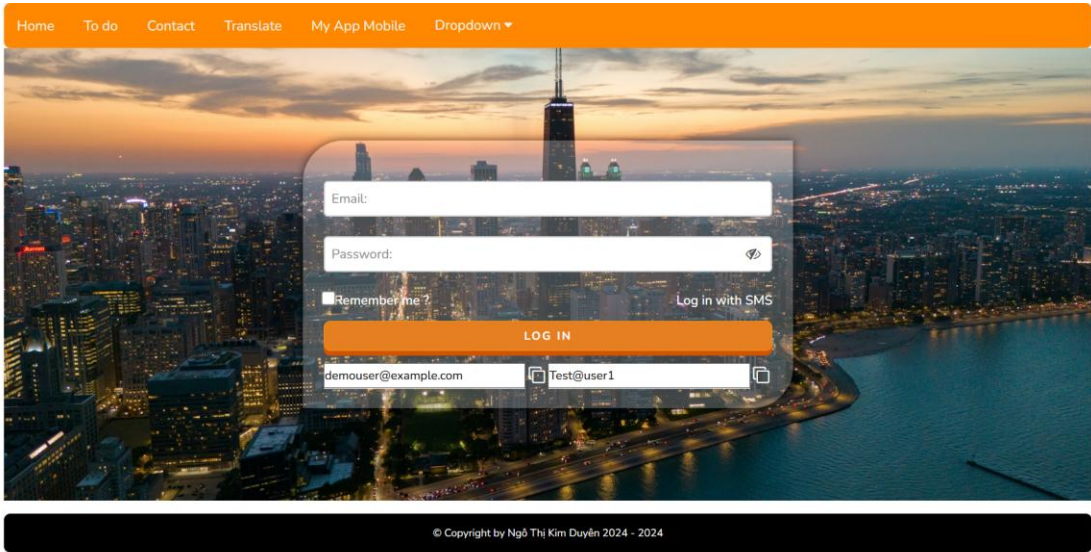 Home To do Contact Translate My App Mobile Dropdown
Email:
Password:
Remember me ?
Log in with SMS
LOG IN
demouser@example.com
Test@user1
© Copyright by Ngô Thị Kim Duyên 2024 - 2024